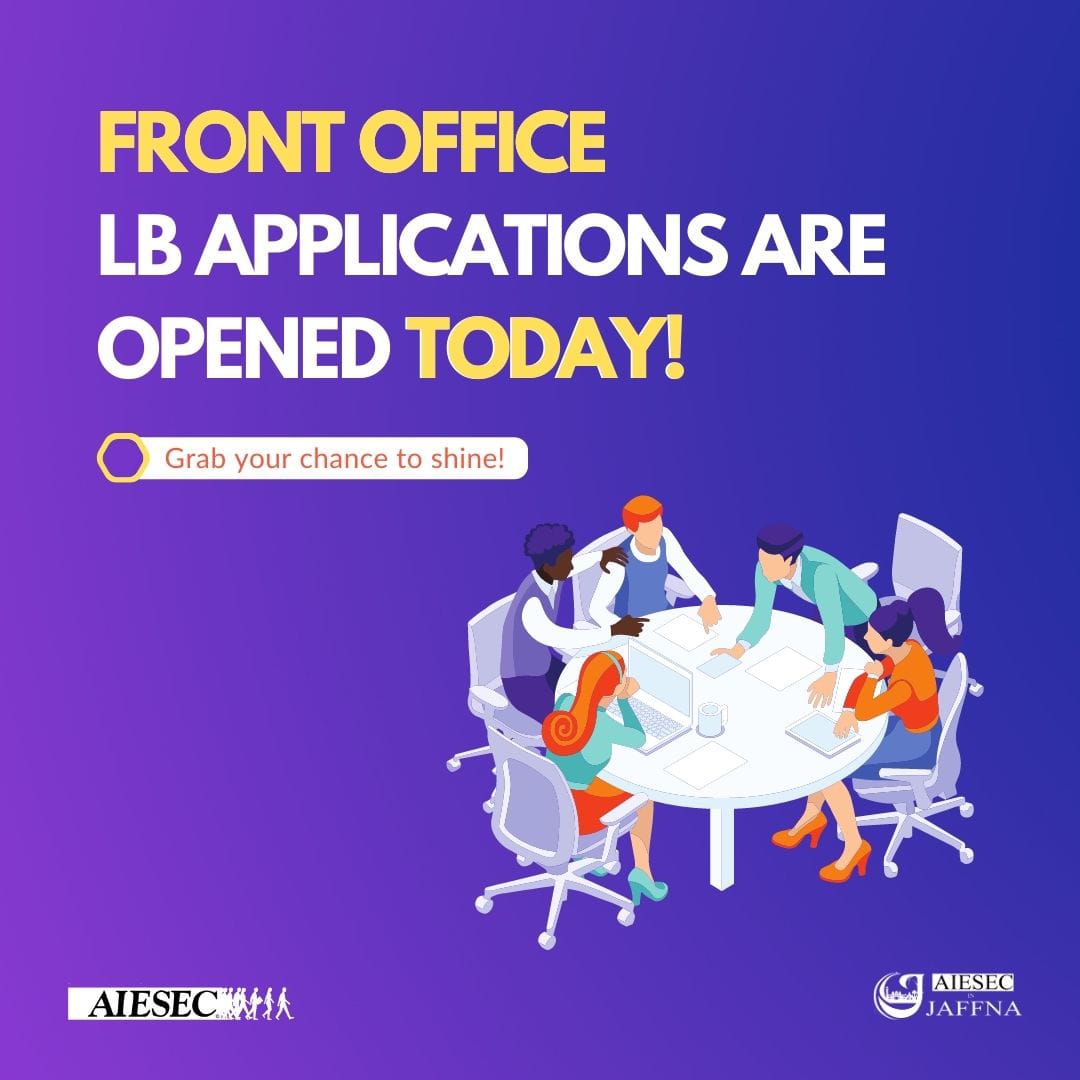 FRONT OFFICE
LB APPLICATIONS ARE
OPENED TODAY!
Grab your chance to shine!
AIESEC
AIESEC
IN
JAFFNA